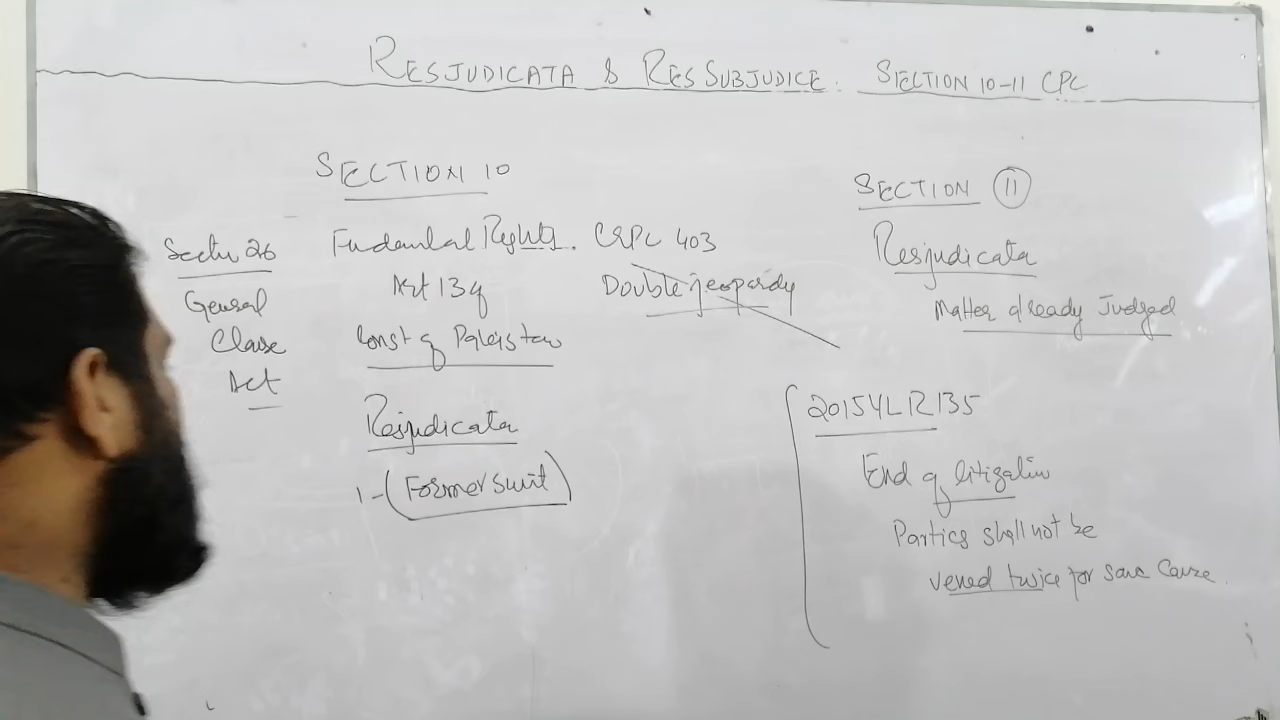 RESJUDICATA & RES SUBJUDICE: SECTION 10-11 CPC
SECTION 10
Section 26
General
Clause
Act
Fundamental Rights. CRPC 403
Art 13 of
Double jeopardy
Const of Pakistan
Resjudicata
1-(Former suit)
SECTION 11
Resjudicata
Matter already Judged
2015 YLR 135
End of litigation
Parties shall not be
vexed twice for same Cause.